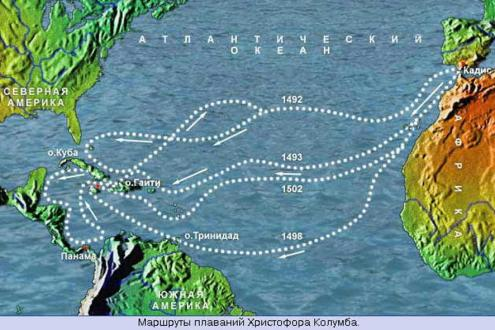 АТЛАНТИЧЕСКИЙ
ОКЕАН
Кадис
СЕВЕРНАЯ
АМЕРИКА
1492
АФРИКА
о.Куба
1493
о.Гаити
1502
о.Тринидад
1498
Панама
ЮЖНАЯ
АМЕРИКА
Маршруты плаваний Христофора Колумба.